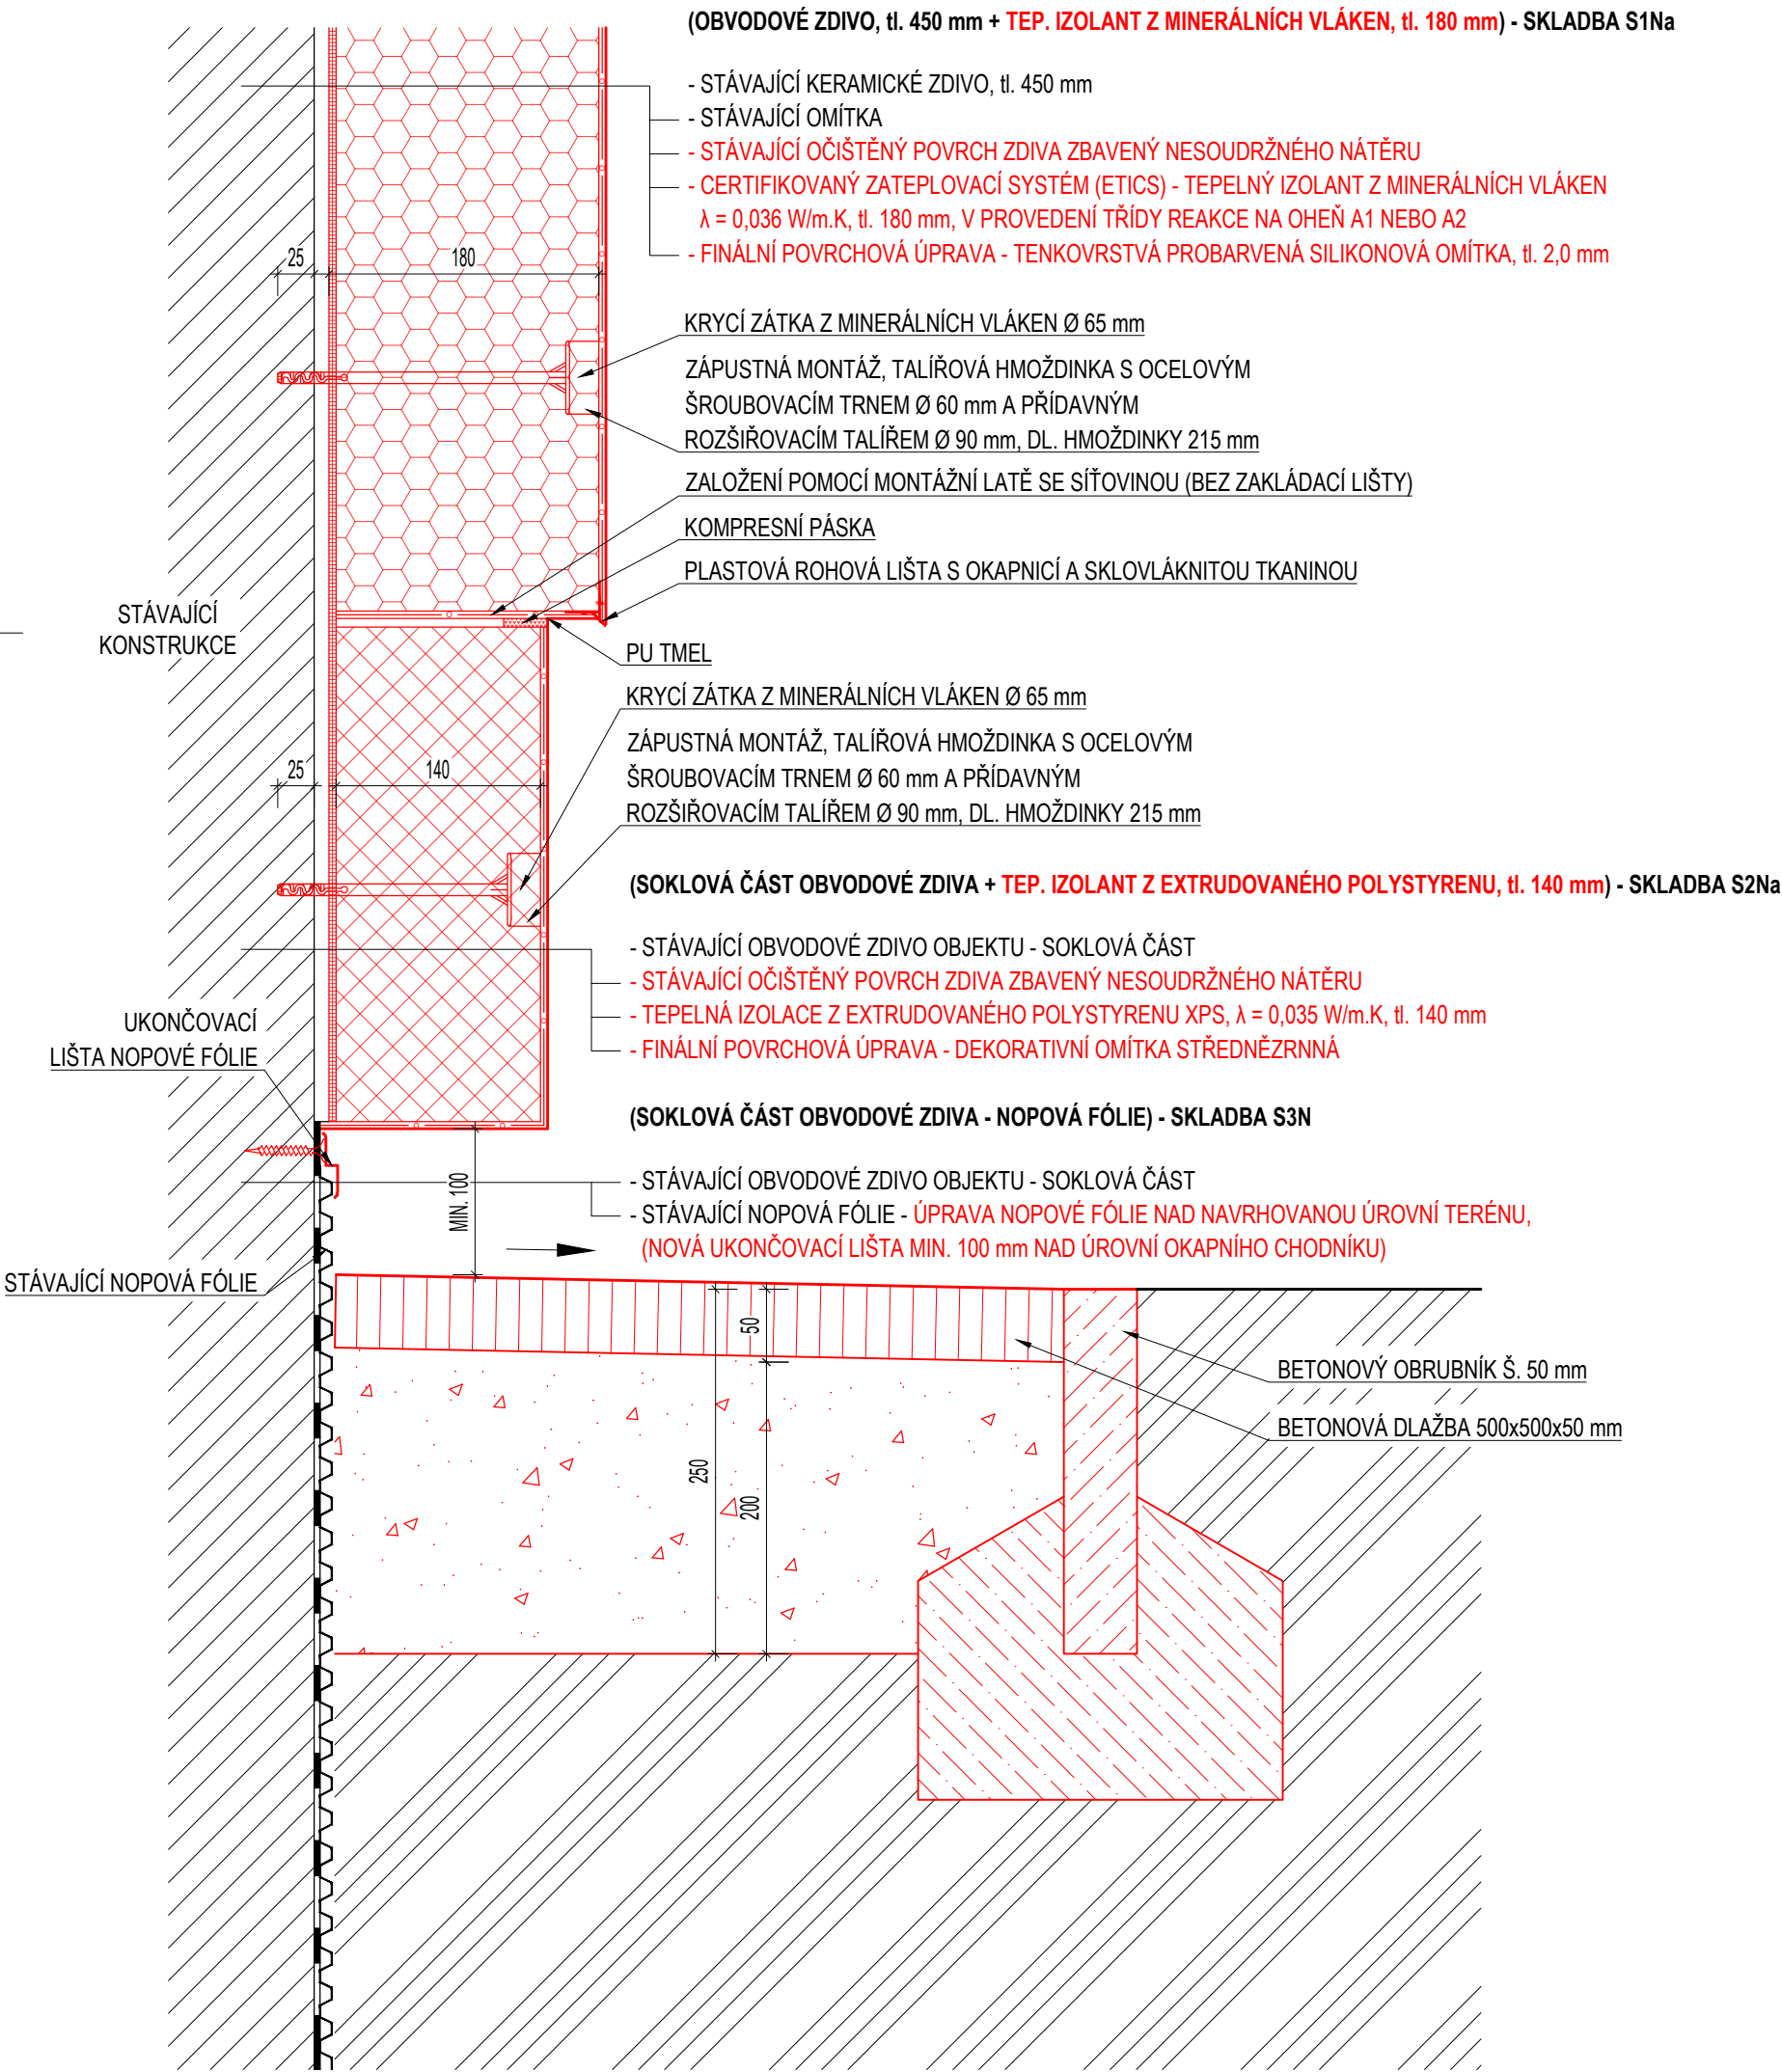 (OBVODOVÉ ZDIVO, tl. 450 mm + TEP. IZOLANT Z MINERÁLNÍCH VLÁKEN, tl. 180 mm) - SKLADBA S1Na
- STÁVAJÍCÍ KERAMICKÉ ZDIVO, tl. 450 mm
- STÁVAJÍCÍ OMÍTKA
- STÁVAJÍCÍ OČIŠTĚNÝ POVRCH ZDIVA ZBAVENÝ NESOUDRŽNÉHO NÁTĚRU
- CERTIFIKOVANÝ ZATEPLOVACÍ SYSTÉM (ETICS) - TEPELNÝ IZOLANT Z MINERÁLNÍCH VLÁKEN
λ = 0,036 W/m.K, tl. 180 mm, V PROVEDENÍ TŘÍDY REAKCE NA OHEŇ A1 NEBO A2
- FINÁLNÍ POVRCHOVÁ ÚPRAVA - TENKOVRSTVÁ PROBARVENÁ SILIKONOVÁ OMÍTKA, tl. 2,0 mm
25
180
KRYCÍ ZÁTKA Z MINERÁLNÍCH VLÁKEN Ø 65 mm
ZÁPUSTNÁ MONTÁŽ, TALÍŘOVÁ HMOŽDINKA S OCELOVÝM
ŠROUBOVACÍM TRNEM Ø 60 mm A PŘÍDAVNÝM
ROZŠIŘOVACÍM TALÍŘEM Ø 90 mm, DL. HMOŽDINKY 215 mm
ZALOŽENÍ POMOCÍ MONTÁŽNÍ LATĚ SE SÍŤOVINOU (BEZ ZAKLÁDACÍ LIŠTY)
KOMPRESNÍ PÁSKA
PLASTOVÁ ROHOVÁ LIŠTA S OKAPNICÍ A SKLOVLÁKNITOU TKANINOU
STÁVAJÍCÍ
KONSTRUKCE
PU TMEL
KRYCÍ ZÁTKA Z MINERÁLNÍCH VLÁKEN Ø 65 mm
ZÁPUSTNÁ MONTÁŽ, TALÍŘOVÁ HMOŽDINKA S OCELOVÝM
ŠROUBOVACÍM TRNEM Ø 60 mm A PŘÍDAVNÝM
ROZŠIŘOVACÍM TALÍŘEM Ø 90 mm, DL. HMOŽDINKY 215 mm
25
140
(SOKLOVÁ ČÁST OBVODOVÉ ZDIVA + TEP. IZOLANT Z EXTRUDOVANÉHO POLYSTYRENU, tl. 140 mm) - SKLADBA S2Na
- STÁVAJÍCÍ OBVODOVÉ ZDIVO OBJEKTU - SOKLOVÁ ČÁST
- STÁVAJÍCÍ OČIŠTĚNÝ POVRCH ZDIVA ZBAVENÝ NESOUDRŽNÉHO NÁTĚRU
- TEPELNÁ IZOLACE Z EXTRUDOVANÉHO POLYSTYRENU XPS, λ = 0,035 W/m.K, tl. 140 mm
- FINÁLNÍ POVRCHOVÁ ÚPRAVA - DEKORATIVNÍ OMÍTKA STŘEDNĚZRNNÁ
UKONČOVACÍ
LIŠTA NOPOVÉ FÓLIE
(SOKLOVÁ ČÁST OBVODOVÉ ZDIVA - NOPOVÁ FÓLIE) - SKLADBA S3N
- STÁVAJÍCÍ OBVODOVÉ ZDIVO OBJEKTU - SOKLOVÁ ČÁST
- STÁVAJÍCÍ NOPOVÁ FÓLIE - ÚPRAVA NOPOVÉ FÓLIE NAD NAVRHOVANOU ÚROVNÍ TERÉNU,
(NOVÁ UKONČOVACÍ LIŠTA MIN. 100 mm NAD ÚROVNÍ OKAPNÍHO CHODNÍKU)
MIN. 100
STÁVAJÍCÍ NOPOVÁ FÓLIE
50
250
200
BETONOVÝ OBRUBNÍK Š. 50 mm
BETONOVÁ DLAŽBA 500x500x50 mm